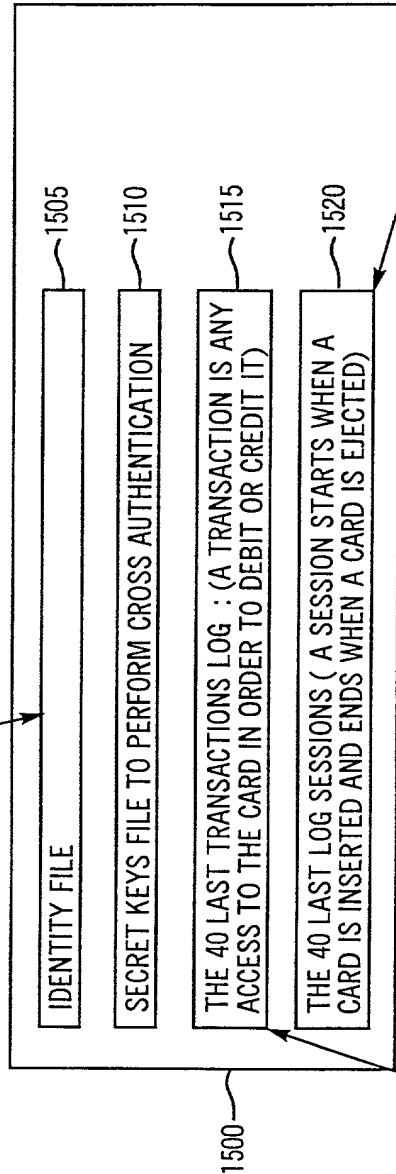 1500
IDENTITY FILE
1505
SECRET KEYS FILE TO PERFORM CROSS AUTHENTICATION
1510
THE 40 LAST TRANSACTIONS LOG : (A TRANSACTION IS ANY
ACCESS TO THE CARD IN ORDER TO DEBIT OR CREDIT IT)
1515
THE 40 LAST LOG SESSIONS ( A SESSION STARTS WHEN A
CARD IS INSERTED AND ENDS WHEN A CARD IS EJECTED)
1520